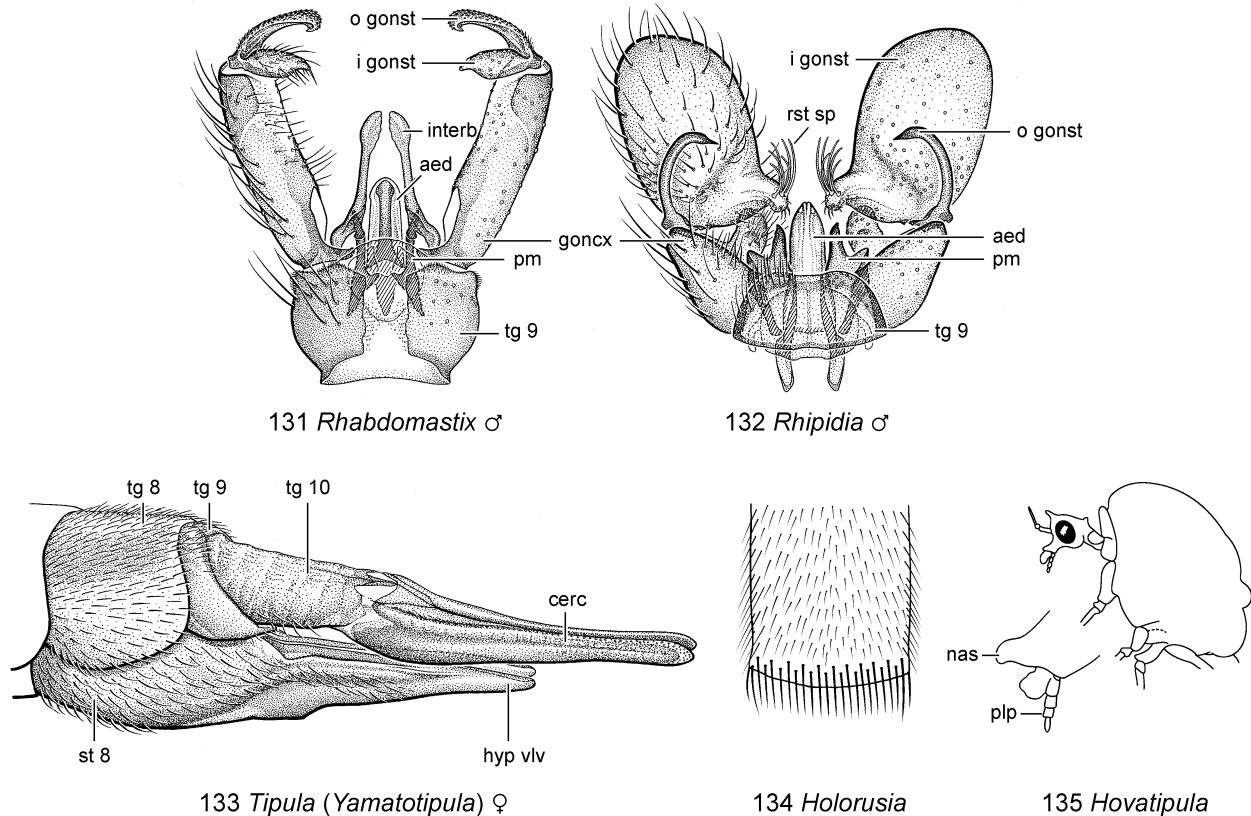 o gonst
i gonst
interb
aed
goncx
pm
tg 9
131 Rhabdomastix ♂
i gonst
rst sp
o gonst
aed
pm
tg 9
132 Rhipidia ♂
tg 8 tg 9 tg 10
cerc
st 8
hyp vlv
133 Tipula (Yamatotipula) ♀
134 Holorusia
nas
plp
135 Hovatipula